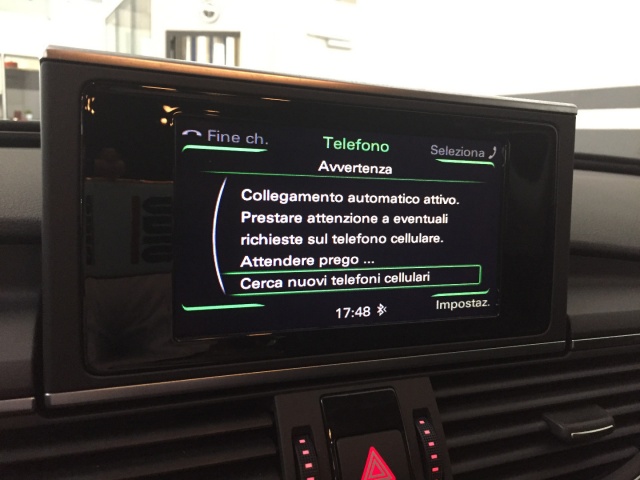 Fine ch.
Telefono
Seleziona
Avvertenza
Collegamento automatico attivo.
Prestare attenzione a eventuali
richieste sul telefono cellulare.
Attendere prego ...
Cerca nuovi telefoni cellulari
17:48
Impostaz.